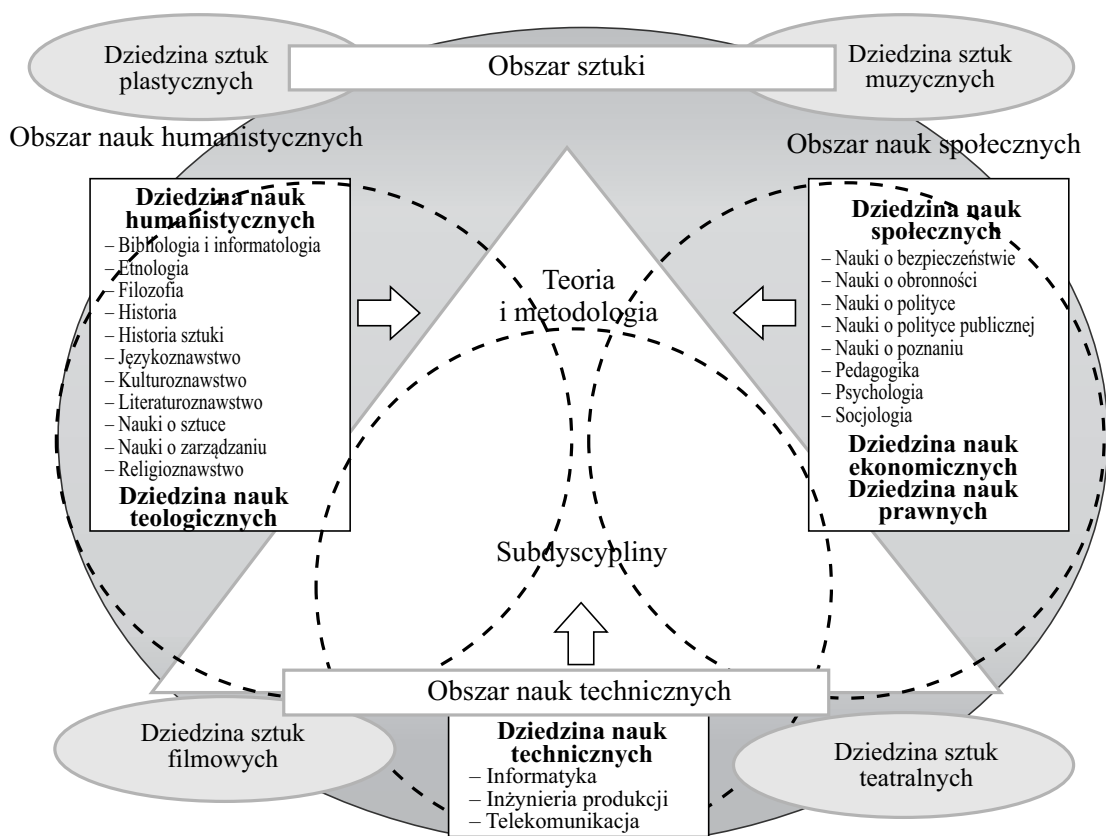 Dziedzina sztuk
plastycznych
Obszar sztuki
Dziedzina sztuk
muzycznych
Obszar nauk humanistycznych
Obszar nauk społecznych
Dziedzina nauk
humanistycznych
– Bibliologia i informatologia
– Etnologia
– Filozofia
– Historia
– Historia sztuki
– Językoznawstwo
– Kulturoznawstwo
– Literaturoznawstwo
– Nauki o sztuce
– Nauki o zarządzaniu
– Religioznawstwo
Dziedzina nauk
teologicznych
Teoria
i metodologia
Subdyscypliny
Dziedzina nauk
społecznych
– Nauki o bezpieczeństwie
– Nauki o obronności
– Nauki o polityce
– Nauki o polityce publicznej
– Nauki o poznaniu
– Pedagogika
– Psychologia
– Socjologia
Dziedzina nauk
ekonomicznych
Dziedzina nauk
prawnych
Obszar nauk technicznych
Dziedzina sztuk
filmowych
Dziedzina nauk
technicznych
– Informatyka
– Inżynieria produkcji
– Telekomunikacja
Dziedzina sztuk
teatralnych